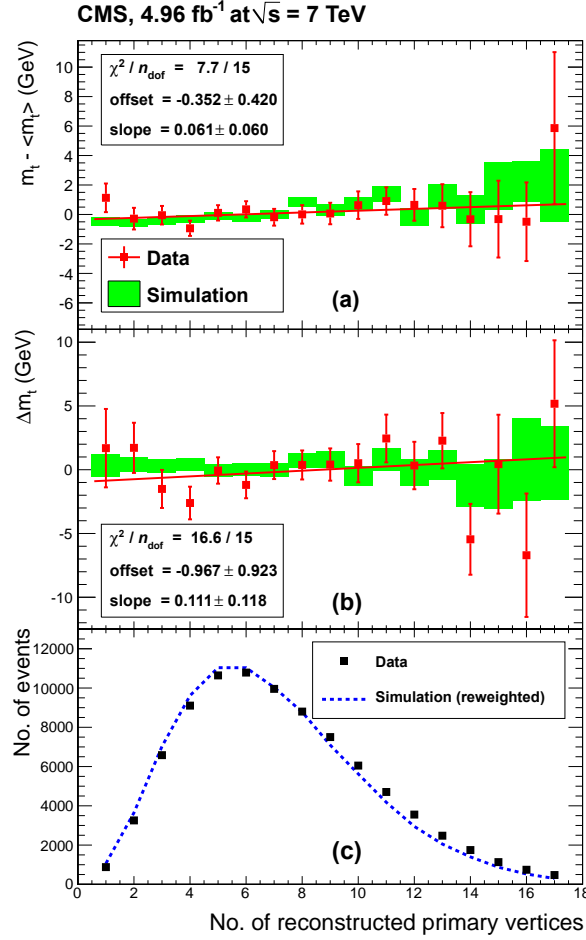 CMS, 4.96 fb⁻¹ at √s = 7 TeV
m_t - <m_t> (GeV)
10
8
6
4
2
0
-2
-4
-6
χ² / n_dof = 7.7 / 15
offset = -0.352 ± 0.420
slope = 0.061 ± 0.060
Data
Simulation
(a)
Δm_t (GeV)
10
5
0
-5
-10
χ² / n_dof = 16.6 / 15
offset = -0.967 ± 0.923
slope = 0.111 ± 0.118
(b)
No. of events
12000
10000
8000
6000
4000
2000
0
Data
Simulation (reweighted)
(c)
0 2 4 6 8 10 12 14 16 18
No. of reconstructed primary vertices